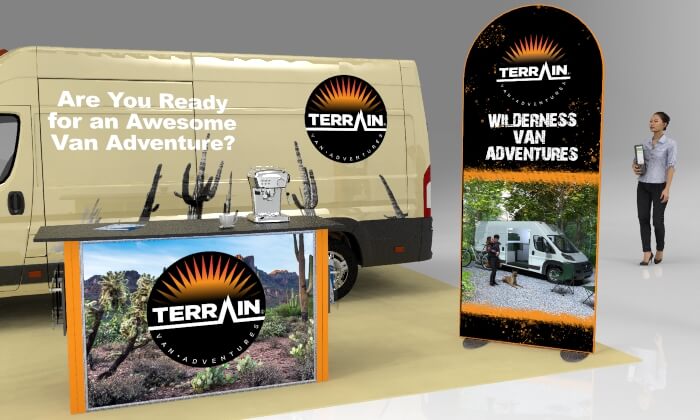 Are You Ready
for an Awesome
Van Adventure?
TERRAIN®
VAN • ADVENTURES
TERRAIN®
VAN • ADVENTURES
WILDERNESS
VAN
ADVENTURES
TERRAIN®
VAN • ADVENTURES